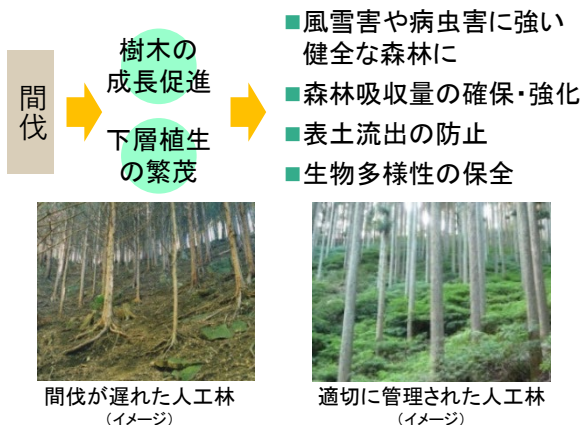 間伐
樹木の
成長促進
下層植生
の繁茂
■風雪害や病虫害に強い
健全な森林に
■森林吸収量の確保・強化
■表土流出の防止
■生物多様性の保全
間伐が遅れた人工林
（イメージ）
適切に管理された人工林
（イメージ）